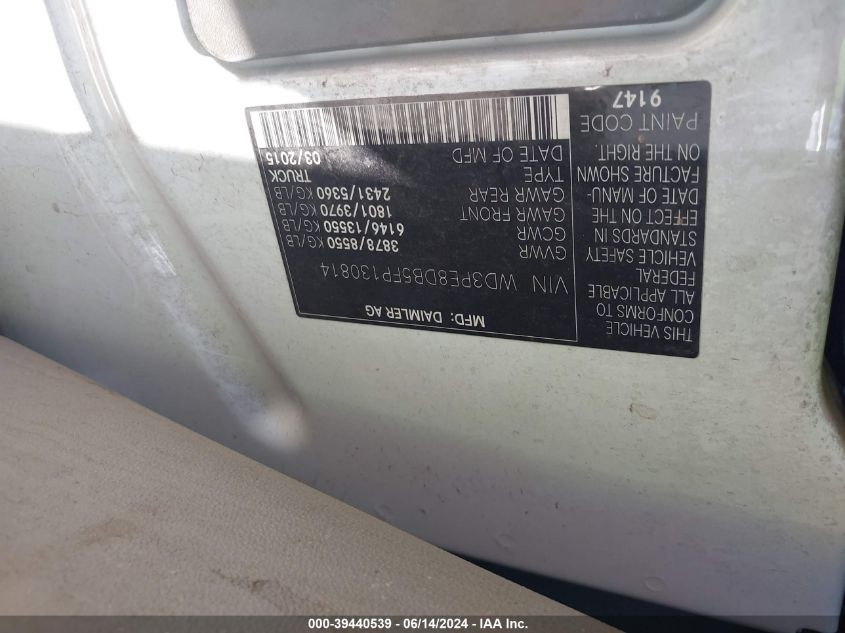 MFD: DAIMLER AG
VIN WD3PE8DB5FP130814
GVWR 3878/8550 KG/LB
GCWR 6146/13550 KG/LB
GAWR FRONT 1801/3970 KG/LB
GAWR REAR 2431/5360 KG/LB
TYPE TRUCK
DATE OF MFD 03/2015
THIS VEHICLE
CONFORMS TO
ALL APPLICABLE
FEDERAL
VEHICLE SAFETY
STANDARDS IN
EFFECT ON THE
DATE OF MANU-
FACTURE SHOWN
ON THE RIGHT.
PAINT CODE
9147
000-39440539 - 06/14/2024 - IAA Inc.